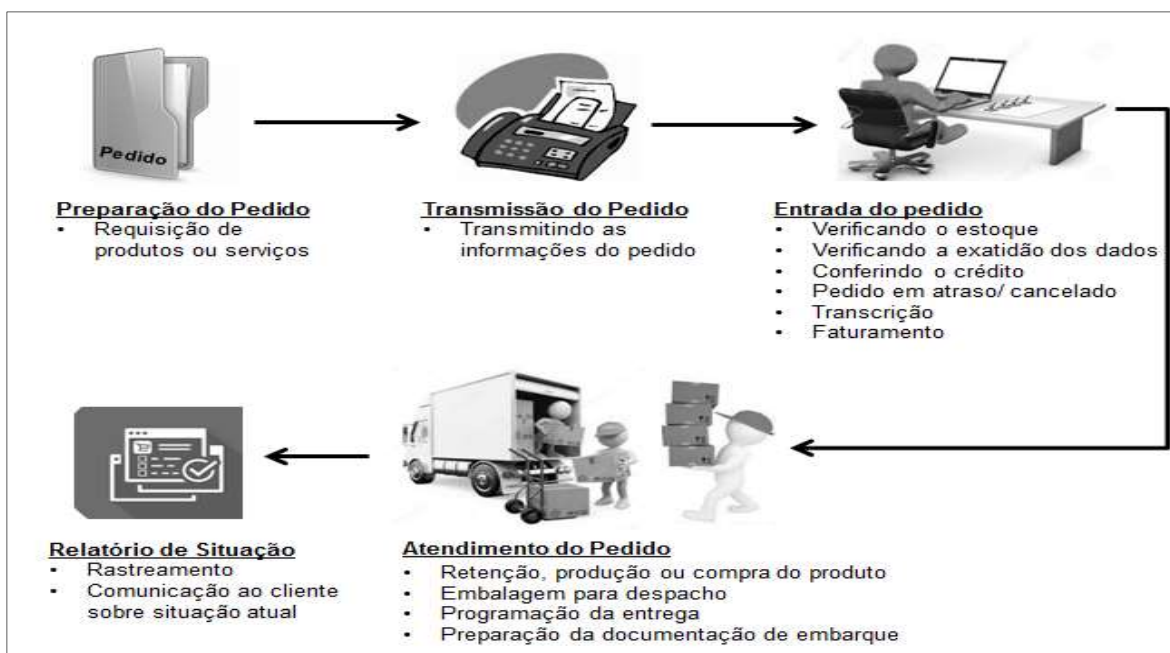 Pedido
Preparação do Pedido
• Requisição de
produtos ou serviços
Transmissão do Pedido
• Transmitindo as
informações do pedido
Entrada do pedido
• Verificando o estoque
• Verificando a exatidão dos dados
• Conferindo o crédito
• Pedido em atraso/ cancelado
• Transcrição
• Faturamento
Atendimento do Pedido
• Retenção, produção ou compra do produto
• Embalagem para despacho
• Programação da entrega
• Preparação da documentação de embarque
Relatório de Situação
• Rastreamento
• Comunicação ao cliente
sobre situação atual